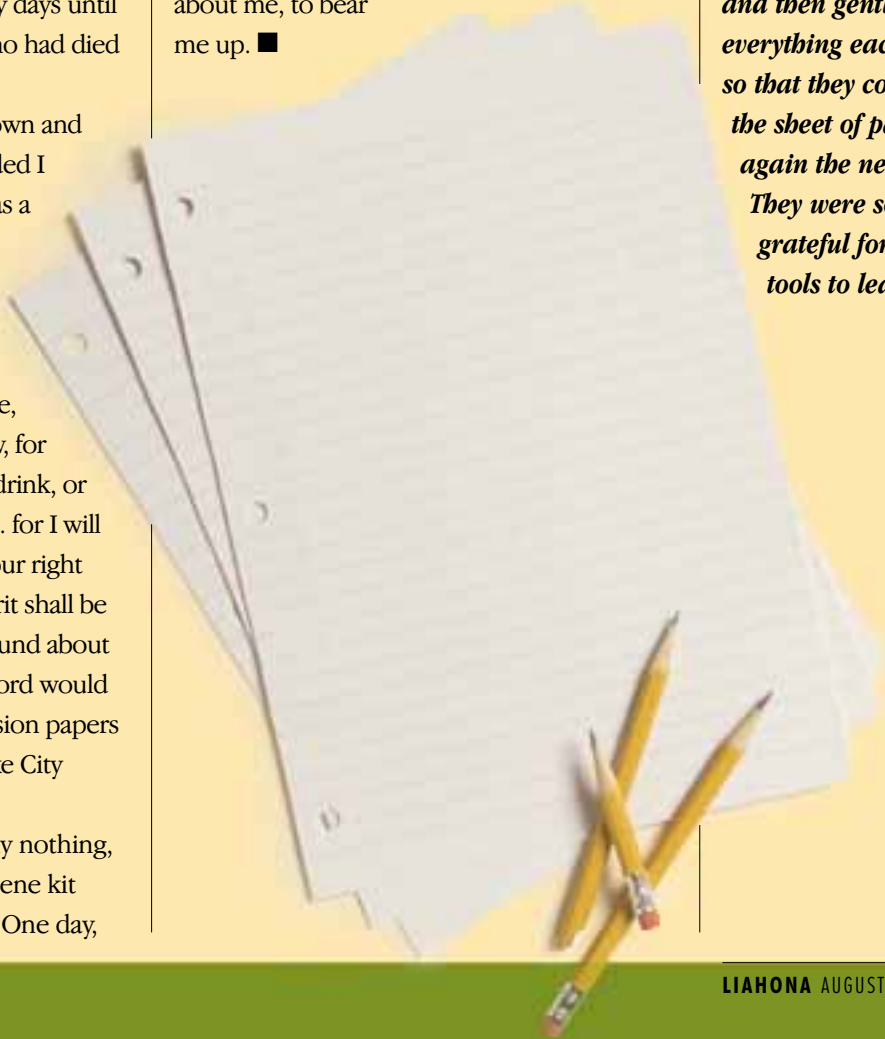 y days until
ho had died
own and
ded I
as a
e,
y, for
drink, or
. for I will
ur right
rit shall be
und about
ord would
sion papers
ke City
y nothing,
ene kit
One day,
about me, to bear
me up. ■
and then gentl
everything eac
so that they co
the sheet of pa
again the ne
They were so
grateful for
tools to lea
LIAHONA AUGUST